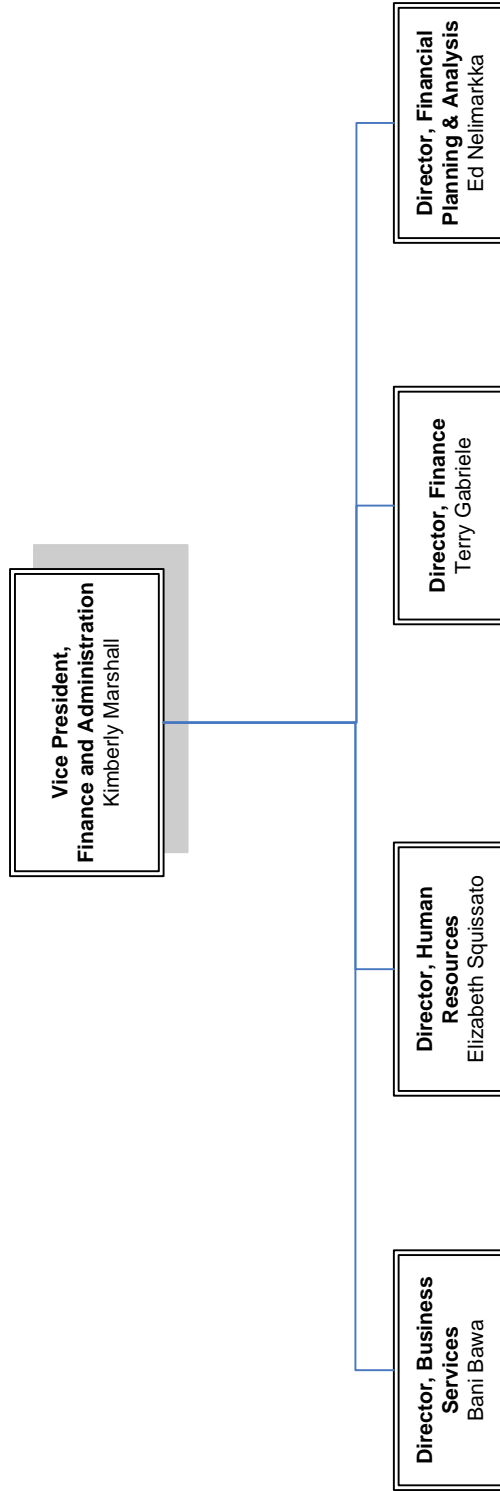 Vice President,
Finance and Administration
Kimberly Marshall
Director, Business
Services
Bani Bawa
Director, Human
Resources
Elizabeth Squissato
Director, Finance
Terry Gabriele
Director, Financial
Planning & Analysis
Ed Nelimarkka